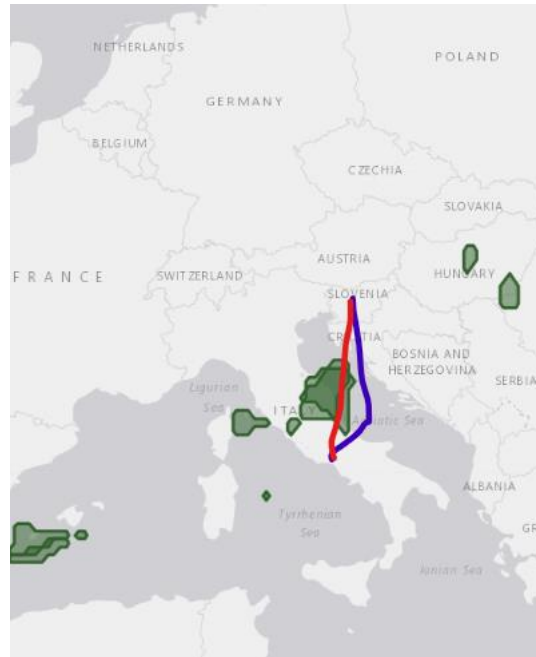 NETHERLANDS
POLAND
GERMANY
BELGIUM
CZECHIA
SLOVAKIA
AUSTRIA
FRANCE
SWITZERLAND
HUNGARY
SLOVENIA
CROATIA
BOSNIA AND
HERZEGOVINA
SERBIA
Ligurian
Sea
ITALY
Adriatic Sea
ALBANIA
Tyrrhenian
Sea
GR
Ionian Sea